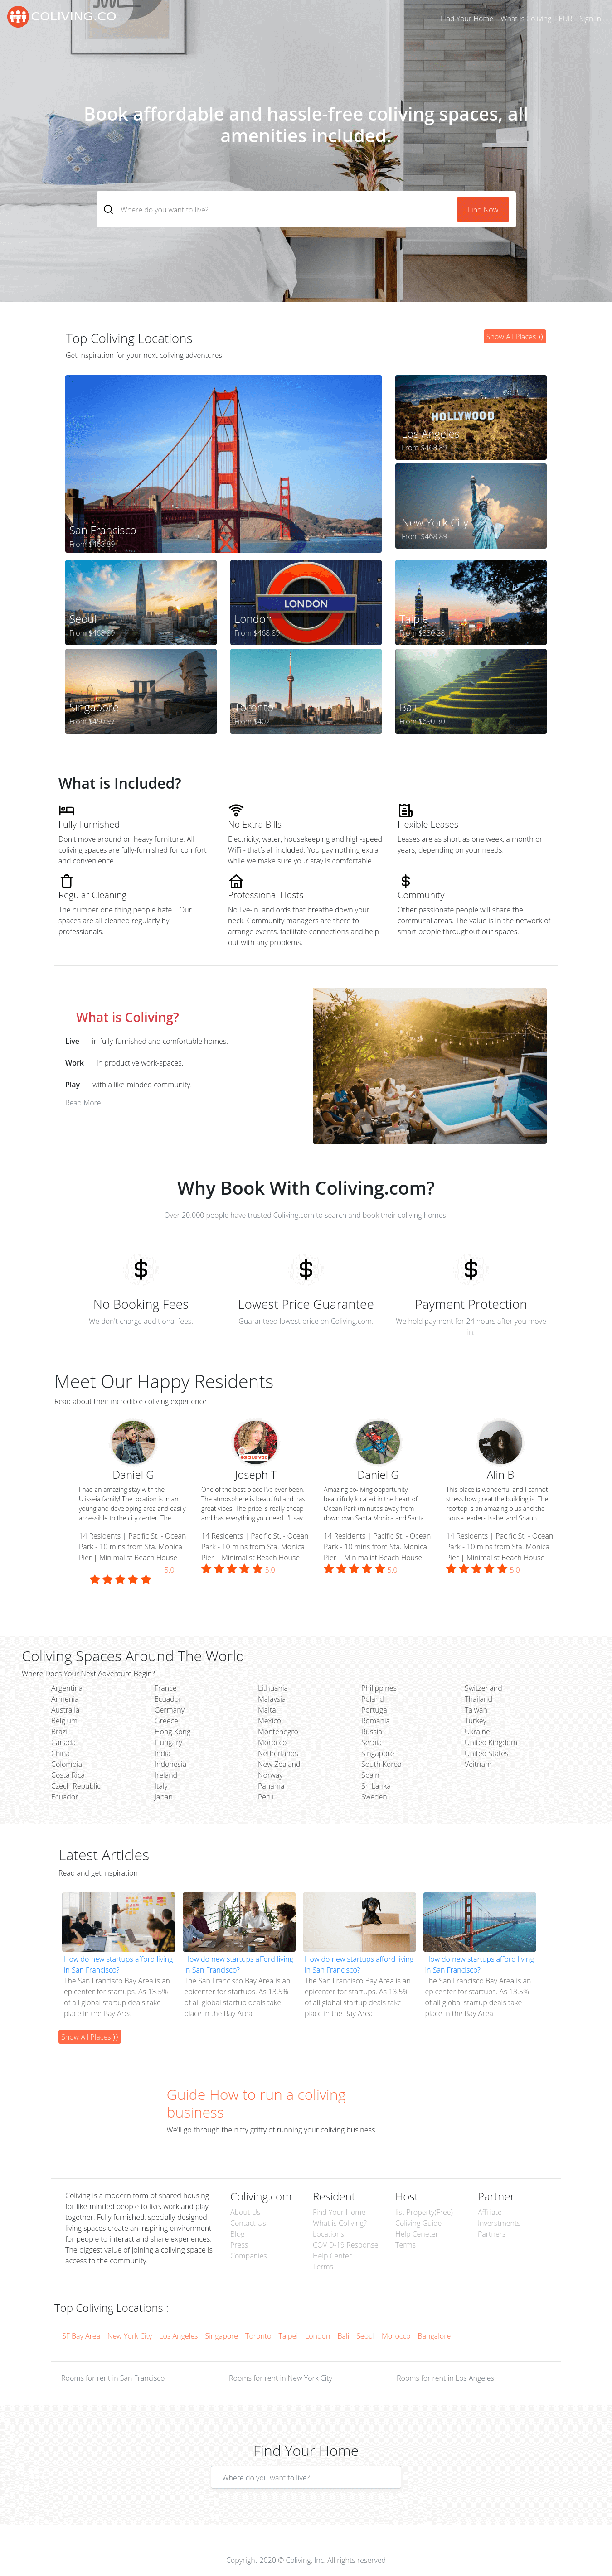 COLIVING.CO
Find Your Home What is Coliving EUR Sign In
Book affordable and hassle-free coliving spaces, all
amenities included.
Where do you want to live?
Find Now
Top Coliving Locations
Show All Places ⟩⟩
Get inspiration for your next coliving adventures
San Francisco
From $468.89
HOLLYWOOD
Los Angeles
From $468.89
New York City
From $468.89
Seoul
From $468.89
LONDON
London
From $468.89
Taipie
From $330.28
Singapore
From $450.97
Toronto
From $402
Bali
From $690.30
What is Included?
Fully Furnished
Don't move around on heavy furniture. All
coliving spaces are fully-furnished for comfort
and convenience.
No Extra Bills
Electricity, water, housekeeping and high-speed
WiFi - that's all included. You pay nothing extra
while we make sure your stay is comfortable.
Flexible Leases
Leases are as short as one week, a month or
years, depending on your needs.
Regular Cleaning
The number one thing people hate... Our
spaces are all cleaned regularly by
professionals.
Professional Hosts
No live-in landlords that breathe down your
neck. Community managers are there to
arrange events, facilitate connections and help
out with any problems.
Community
Other passionate people will share the
communal areas. The value is in the network of
smart people throughout our spaces.
What is Coliving?
Live in fully-furnished and comfortable homes.
Work in productive work-spaces.
Play with a like-minded community.
Read More
Why Book With Coliving.com?
Over 20.000 people have trusted Coliving.com to search and book their coliving homes.
No Booking Fees
We don't charge additional fees.
Lowest Price Guarantee
Guaranteed lowest price on Coliving.com.
Payment Protection
We hold payment for 24 hours after you move
in.
Meet Our Happy Residents
Read about their incredible coliving experience
Daniel G
I had an amazing stay with the
Ulisseia family! The location is in an
young and developing area and easily
accessible to the city center. The...
14 Residents | Pacific St. - Ocean
Park - 10 mins from Sta. Monica
Pier | Minimalist Beach House
5.0
Joseph T
One of the best place I've ever been.
The atmosphere is beautiful and has
great vibes. The price is really cheap
and has everything you need. I'll say....
14 Residents | Pacific St. - Ocean
Park - 10 mins from Sta. Monica
Pier | Minimalist Beach House
5.0
Daniel G
Amazing co-living opportunity
beautifully located in the heart of
Ocean Park (minutes away from
downtown Santa Monica and Santa...
14 Residents | Pacific St. - Ocean
Park - 10 mins from Sta. Monica
Pier | Minimalist Beach House
5.0
Alin B
This place is wonderful and I cannot
stress how great the building is. The
rooftop is an amazing plus and the
house leaders Isabel and Shaun ...
14 Residents | Pacific St. - Ocean
Park - 10 mins from Sta. Monica
Pier | Minimalist Beach House
5.0
Coliving Spaces Around The World
Where Does Your Next Adventure Begin?
Argentina
Armenia
Australia
Belgium
Brazil
Canada
China
Colombia
Costa Rica
Czech Republic
Ecuador
France
Ecuador
Germany
Greece
Hong Kong
Hungary
India
Indonesia
Ireland
Italy
Japan
Lithuania
Malaysia
Malta
Mexico
Montenegro
Morocco
Netherlands
New Zealand
Norway
Panama
Peru
Philippines
Poland
Portugal
Romania
Russia
Serbia
Singapore
South Korea
Spain
Sri Lanka
Sweden
Switzerland
Thailand
Taiwan
Turkey
Ukraine
United Kingdom
United States
Veitnam
Latest Articles
Read and get inspiration
How do new startups afford living
in San Francisco?
The San Francisco Bay Area is an
epicenter for startups. As 13.5%
of all global startup deals take
place in the Bay Area
How do new startups afford living
in San Francisco?
The San Francisco Bay Area is an
epicenter for startups. As 13.5%
of all global startup deals take
place in the Bay Area
How do new startups afford living
in San Francisco?
The San Francisco Bay Area is an
epicenter for startups. As 13.5%
of all global startup deals take
place in the Bay Area
How do new startups afford living
in San Francisco?
The San Francisco Bay Area is an
epicenter for startups. As 13.5%
of all global startup deals take
place in the Bay Area
Show All Places ⟩⟩
Guide How to run a coliving
business
We'll go through the nitty gritty of running your coliving business.
Coliving is a modern form of shared housing
for like-minded people to live, work and play
together. Fully furnished, specially-designed
living spaces create an inspiring environment
for people to interact and share experiences.
The biggest value of joining a coliving space is
access to the community.
Coliving.com
About Us
Contact Us
Blog
Press
Companies
Resident
Find Your Home
What is Coliving?
Locations
COVID-19 Response
Help Center
Terms
Host
list Property(Free)
Coliving Guide
Help Ceneter
Terms
Partner
Affiliate
Inverstments
Partners
Top Coliving Locations :
SF Bay Area New York City Los Angeles Singapore Toronto Taipei London Bali Seoul Morocco Bangalore
Rooms for rent in San Francisco
Rooms for rent in New York City
Rooms for rent in Los Angeles
Find Your Home
Where do you want to live?
Copyright 2020 © Coliving, Inc. All rights reserved